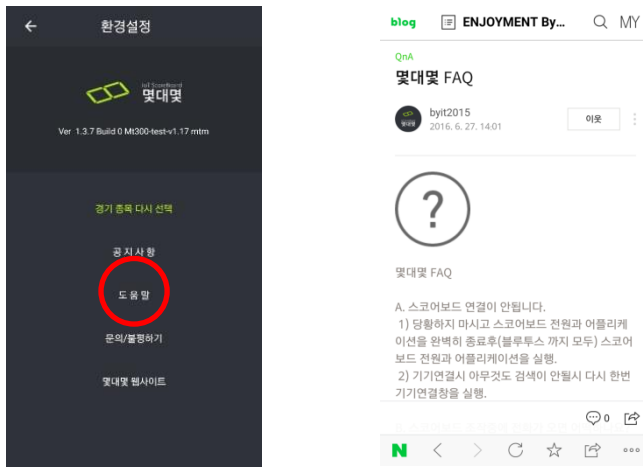 환경설정
IoT ScoreBoard
몇대몇
Ver 1.3.7 Build 0 Mt300-test-v1.17 mtm
경기 종목 다시 선택
공지사항
도움말
문의/불평하기
몇대몇 웹사이트
blog ENJOYMENT By... MY
QnA
몇대몇 FAQ
byit2015
2016. 6. 27. 14:01
이웃
?
몇대몇 FAQ
A. 스코어보드 연결이 안됩니다.
1) 당황하지 마시고 스코어보드 전원과 어플리케
이션을 완벽히 종료후(블루투스 까지 모두) 스코어
보드 전원과 어플리케이션을 실행.
2) 기기연결시 아무것도 검색이 안될시 다시 한번
기기연결창을 실행.
0
N